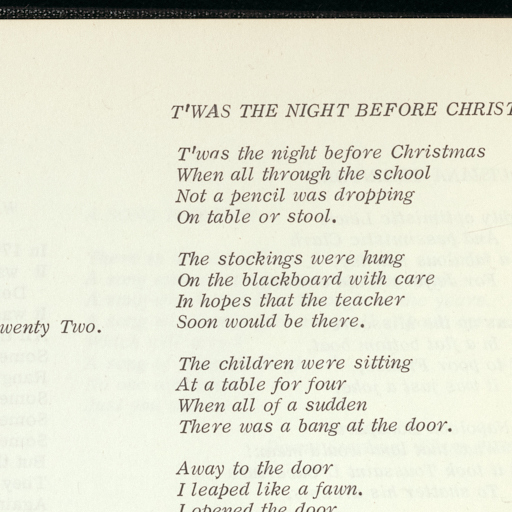 T'WAS THE NIGHT BEFORE
T'was the night before Christmas
When all through the school
Not a pencil was dropping
On table or stool.
The stockings were hung
On the blackboard with care
In hopes that the teacher
Soon would be there.
Two.
The children were sitting
At a table for four
When all of a sudden
There was a bang at the door.
Away to the door
I leaped like a fawn.
I opened the door